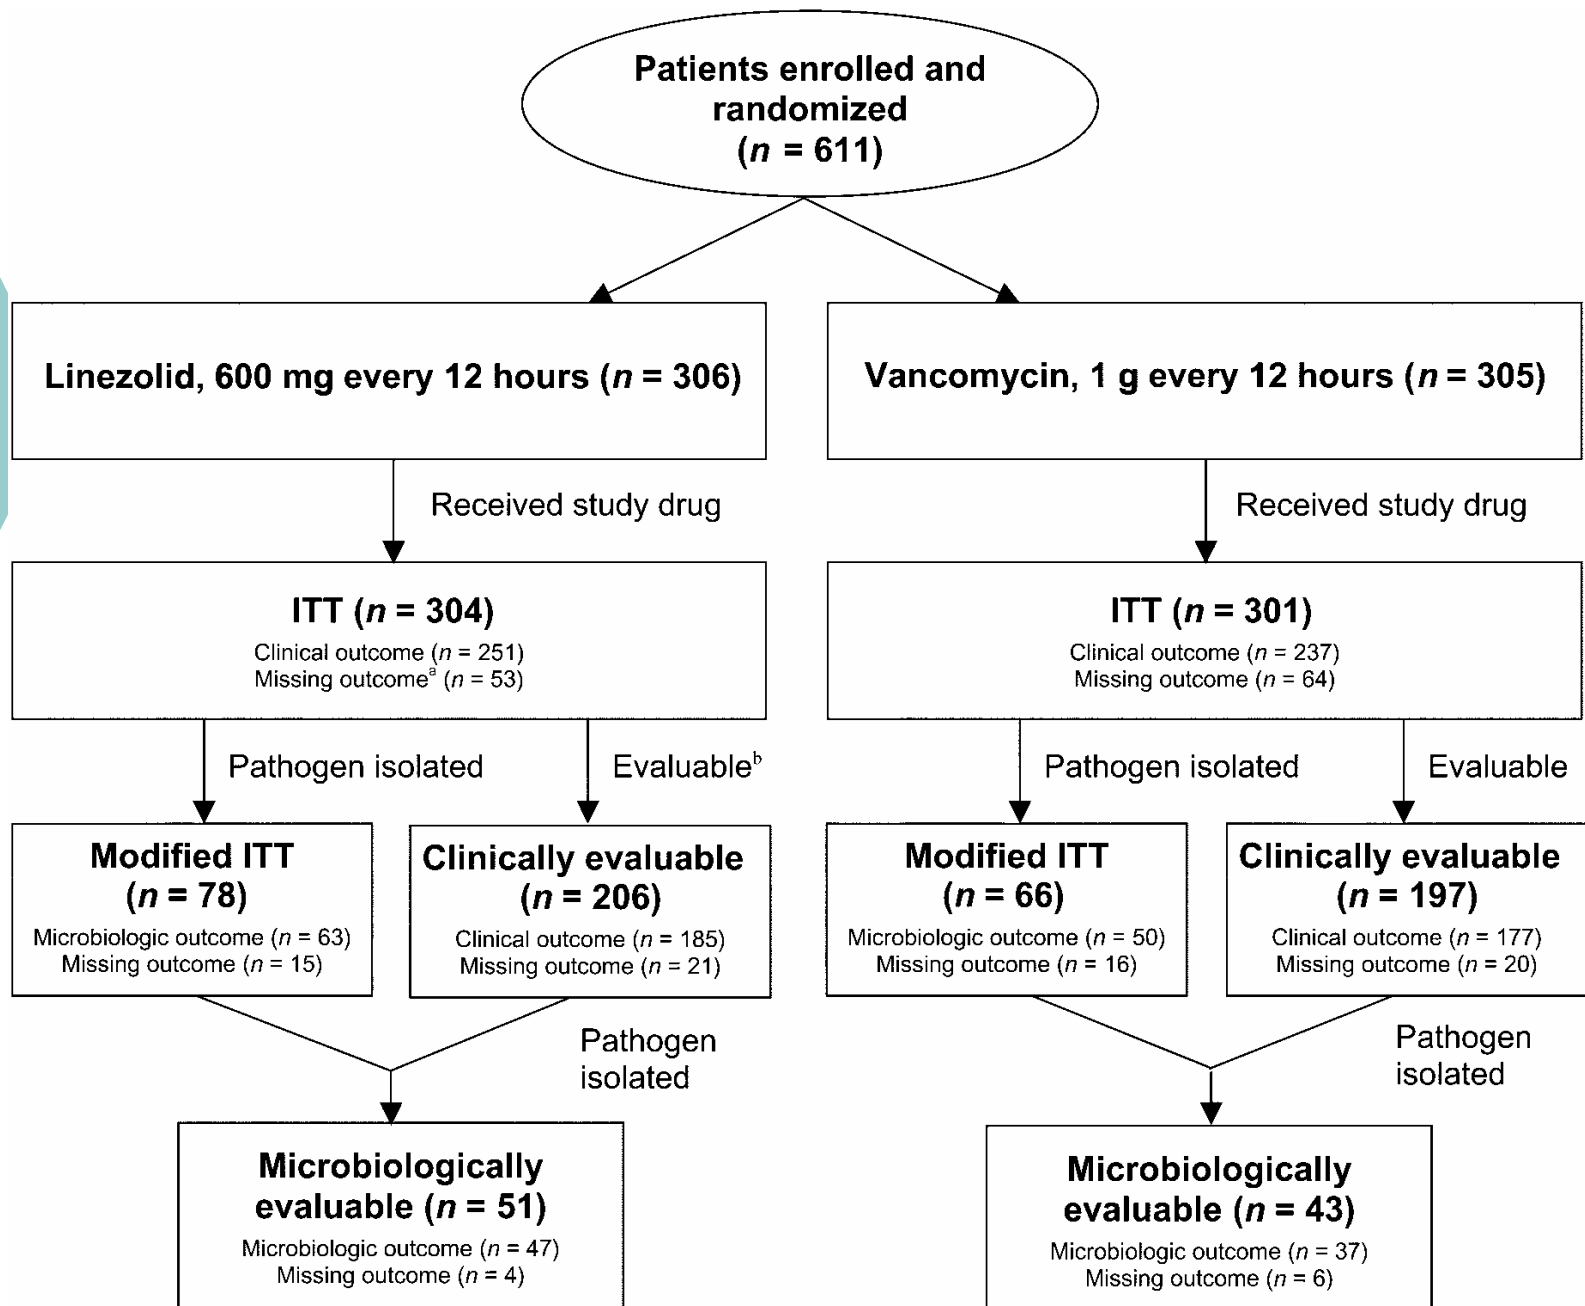 Patients enrolled and
randomized
(n = 611)
Linezolid, 600 mg every 12 hours (n = 306)
Vancomycin, 1 g every 12 hours (n = 305)
Received study drug
Received study drug
ITT (n = 304)
Clinical outcome (n = 251)
Missing outcomeª (n = 53)
ITT (n = 301)
Clinical outcome (n = 237)
Missing outcome (n = 64)
Pathogen isolated
Evaluableᵇ
Pathogen isolated
Evaluable
Modified ITT
(n = 78)
Microbiologic outcome (n = 63)
Missing outcome (n = 15)
Clinically evaluable
(n = 206)
Clinical outcome (n = 185)
Missing outcome (n = 21)
Modified ITT
(n = 66)
Microbiologic outcome (n = 50)
Missing outcome (n = 16)
Clinically evaluable
(n = 197)
Clinical outcome (n = 177)
Missing outcome (n = 20)
Pathogen
isolated
Pathogen
isolated
Microbiologically
evaluable (n = 51)
Microbiologic outcome (n = 47)
Missing outcome (n = 4)
Microbiologically
evaluable (n = 43)
Microbiologic outcome (n = 37)
Missing outcome (n = 6)